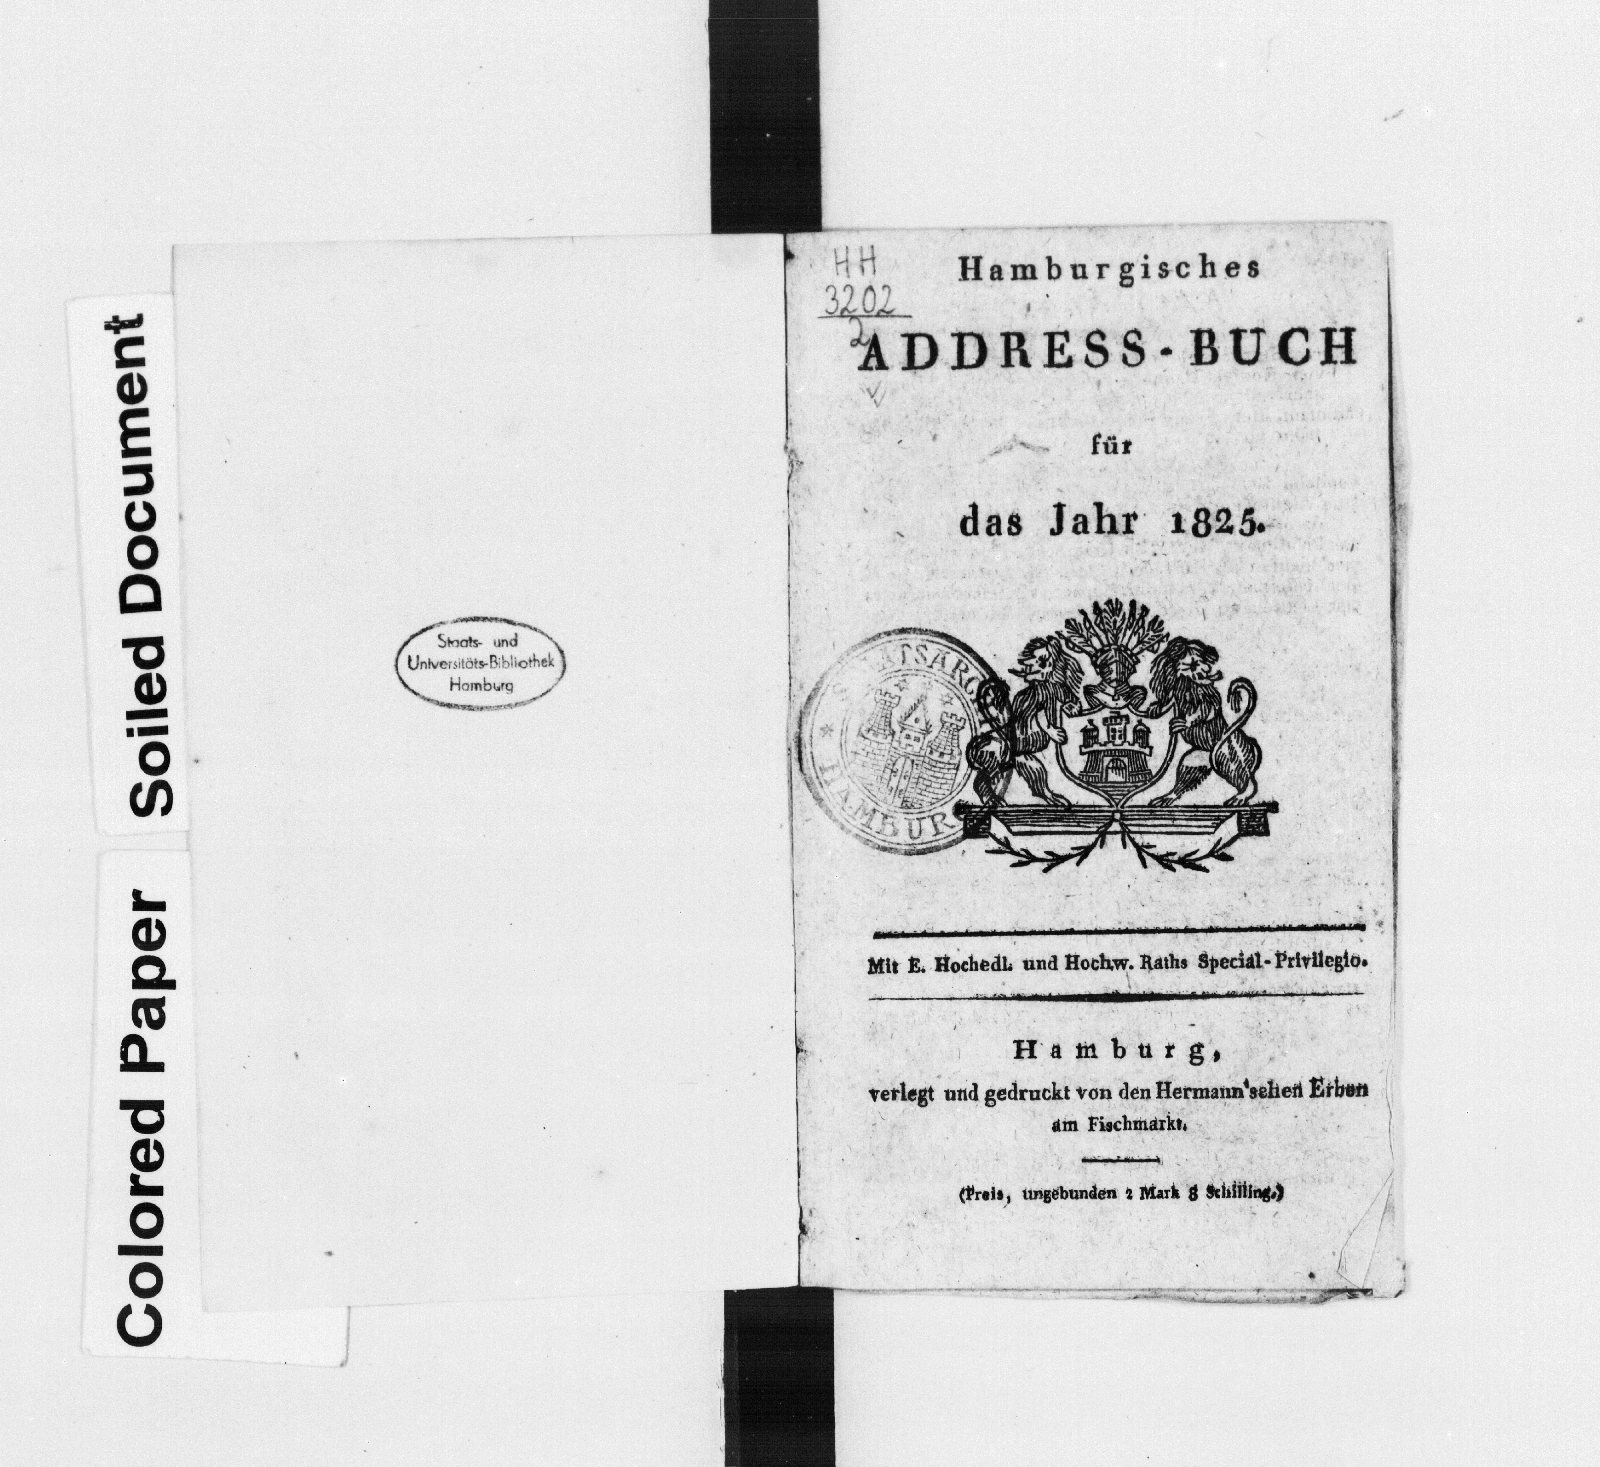 Soiled Document
Colored Paper
Staats- und
Universitäts-Bibliothek
Hamburg
HH
3202
2
Hamburgisches
ADDRESS-BUCH
für
das Jahr 1825.
HAMBUR
Mit E. Hochedl. und Hochw. Raths Special-Privilegio.
Hamburg,
verlegt und gedruckt von den Hermann'schen Erben
am Fischmarkt.
(Preis, ungebunden 2 Mark 8 Schilling.)